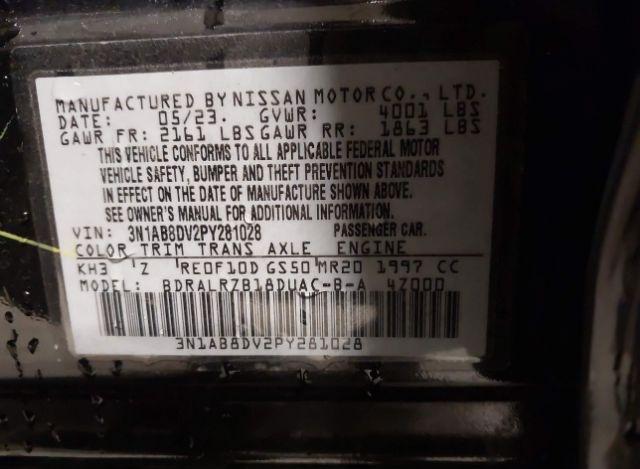 MANUFACTURED BY NISSAN MOTOR CO., LTD.
DATE: 05/23. GVWR: 4001 LBS
GAWR FR: 2161 LBS GAWR RR: 1863 LBS
THIS VEHICLE CONFORMS TO ALL APPLICABLE FEDERAL MOTOR
VEHICLE SAFETY, BUMPER AND THEFT PREVENTION STANDARDS
IN EFFECT ON THE DATE OF MANUFACTURE SHOWN ABOVE.
SEE OWNER'S MANUAL FOR ADDITIONAL INFORMATION.
VIN: 3N1AB8DV2PY281028 PASSENGER CAR.
COLOR TRIM TRANS AXLE ENGINE
KH3 Z RE0F10D GS50 MR20 1997 CC
MODEL: BDRALRZB18DUAC-B-A 4Z000
3N1AB8DV2PY281028